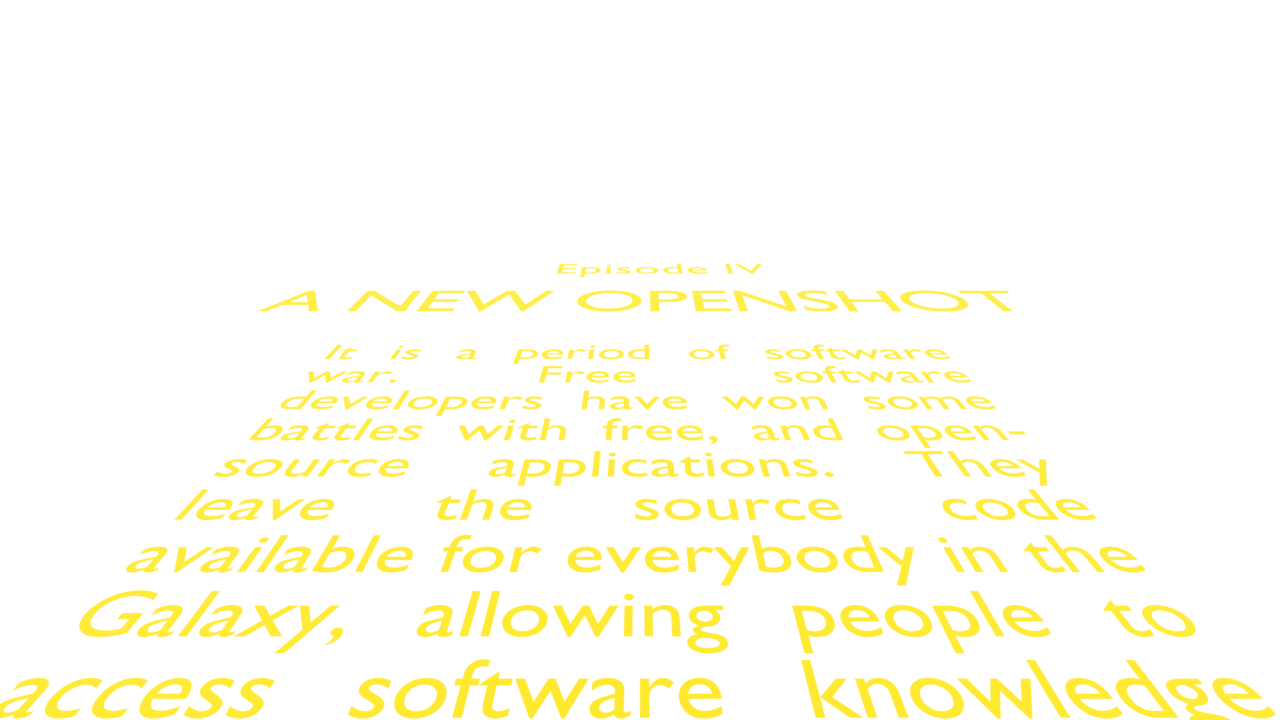 Episode IV
A NEW OPENSHOT
It is a period of software
war. Free software
developers have won some
battles with free, and open-
source applications. They
leave the source code
available for everybody in the
Galaxy, allowing people to
access software knowledge